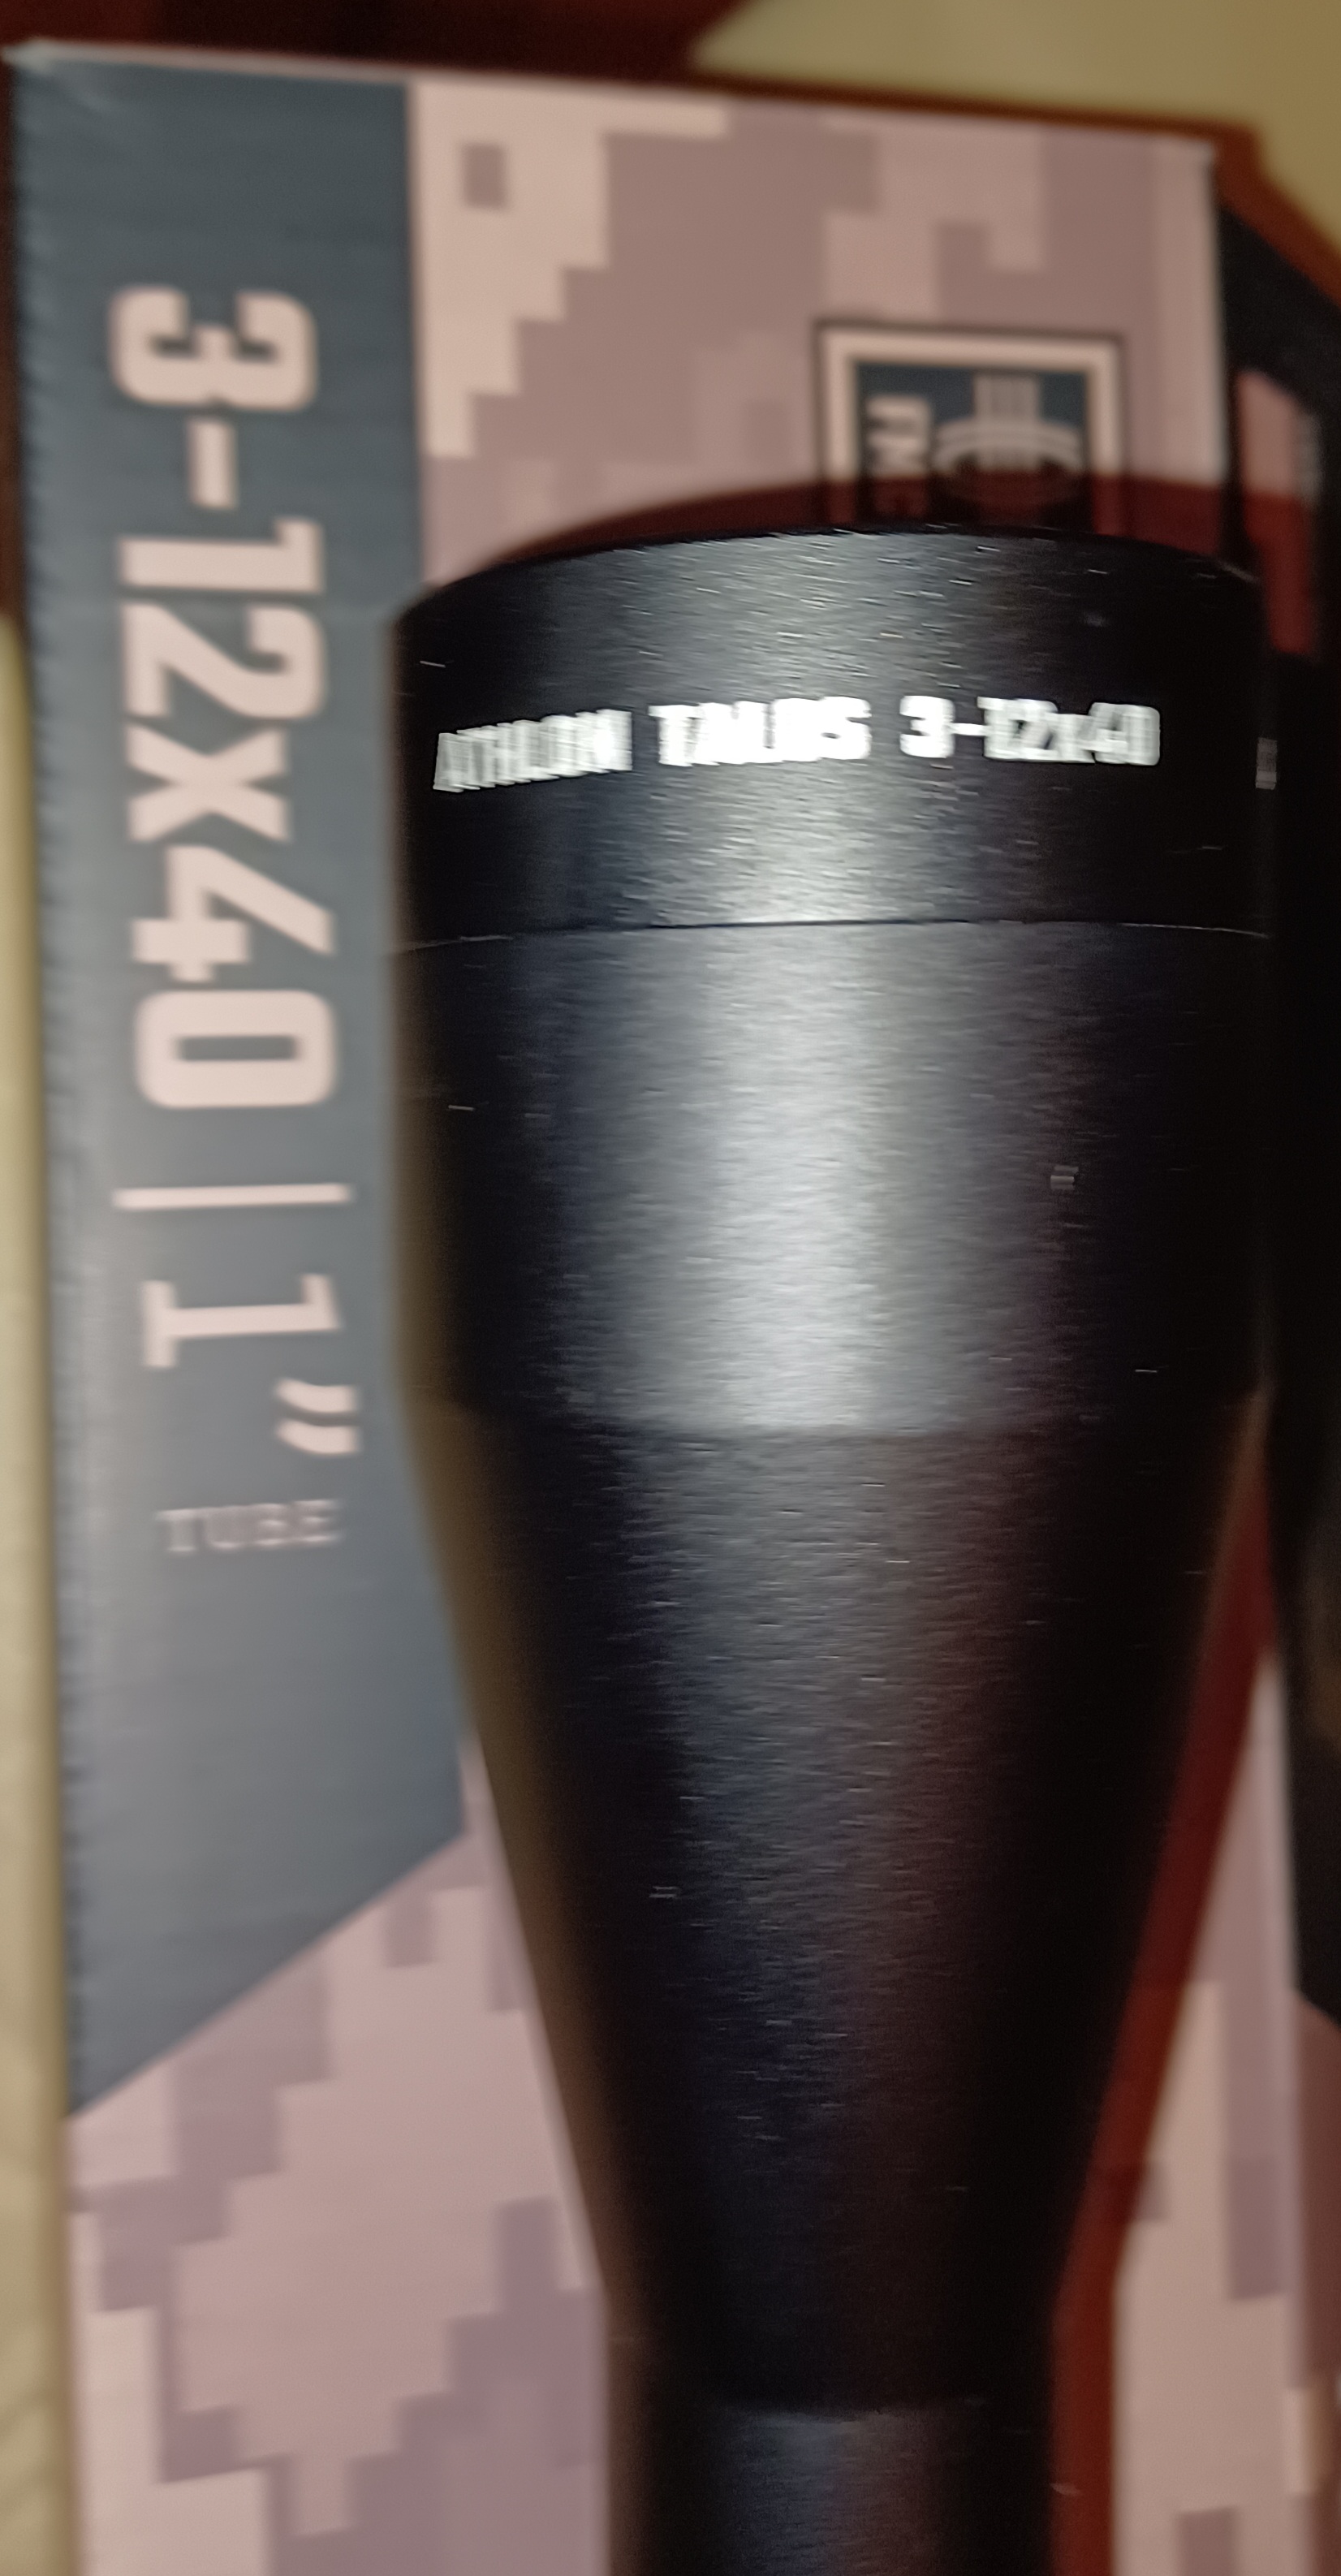 3-12x40 | 1”
TUBE
ATHLON TALOS 3-12x40